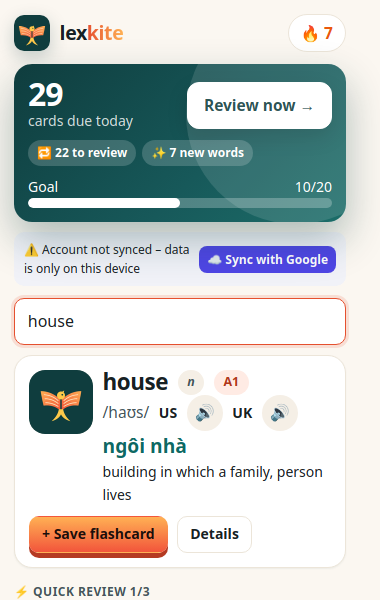 lexkite
🔥 7
29
cards due today
Review now →
🔁 22 to review
✨ 7 new words
Goal
10/20
⚠️ Account not synced – data
is only on this device
☁️ Sync with Google
house
house n A1
/haʊs/ US 🔊 UK 🔊
ngôi nhà
building in which a family, person
lives
+ Save flashcard
Details
⚡ QUICK REVIEW 1/3